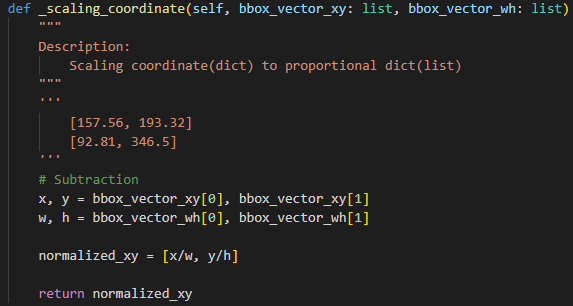 def _scaling_coordinate(self, bbox_vector_xy: list, bbox_vector_wh: list)
"""
Description:
Scaling coordinate(dict) to proportional dict(list)
"""
'''
[157.56, 193.32]
[92.81, 346.5]
'''
# Subtraction
x, y = bbox_vector_xy[0], bbox_vector_xy[1]
w, h = bbox_vector_wh[0], bbox_vector_wh[1]
normalized_xy = [x/w, y/h]
return normalized_xy